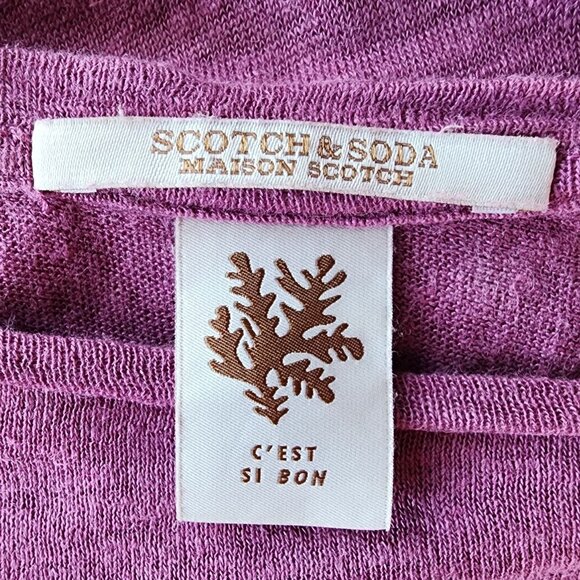 SCOTCH & SODA
MAISON SCOTCH
C'EST
SI BON